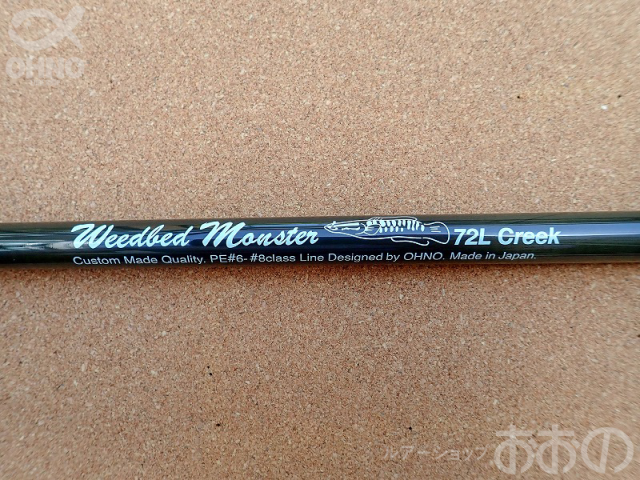 OHNO
Weedbed Monster 72L Creek
Custom Made Quality. PE#6-#8class Line Designed by OHNO. Made in Japan.
ルアーショップ おおの